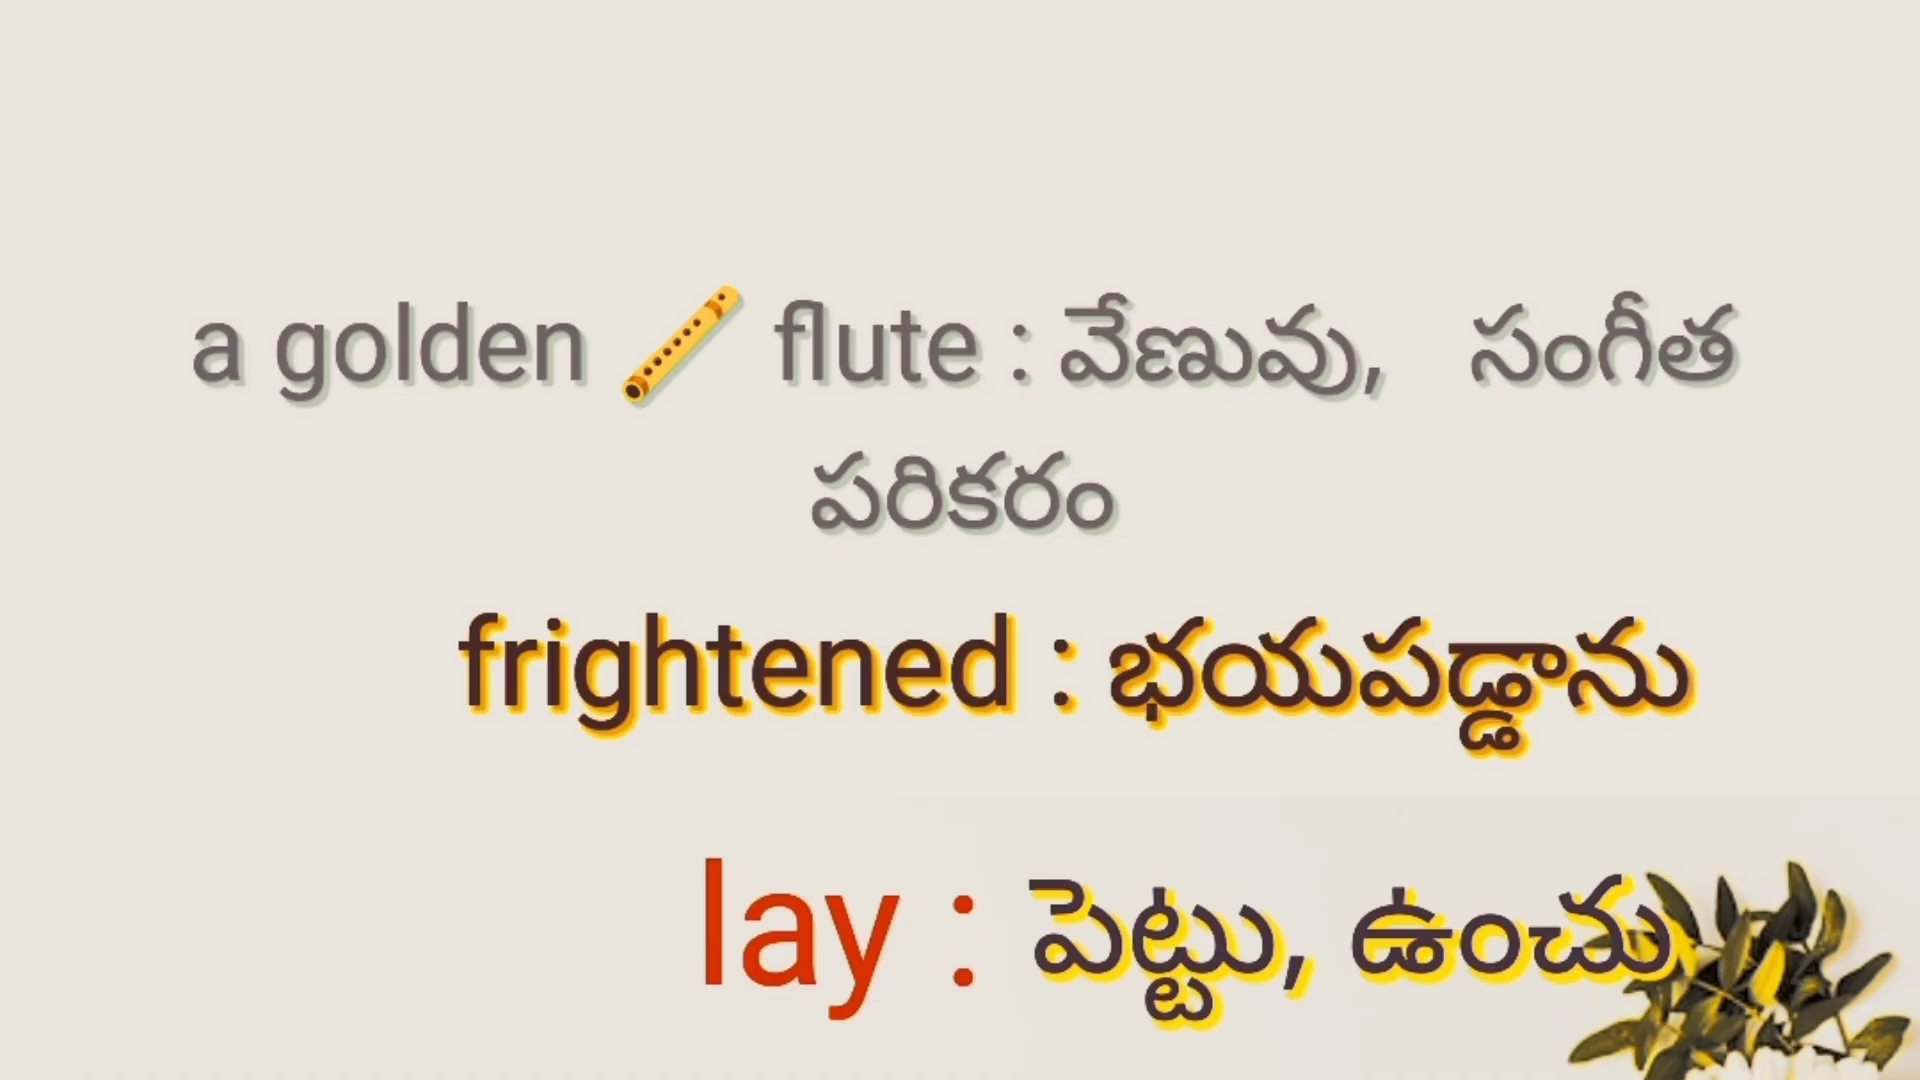 a golden 🪈 flute : వేణువు, సంగీత
పరికరం
frightened : భయపడ్డాను
lay : పెట్టు, ఉంచు